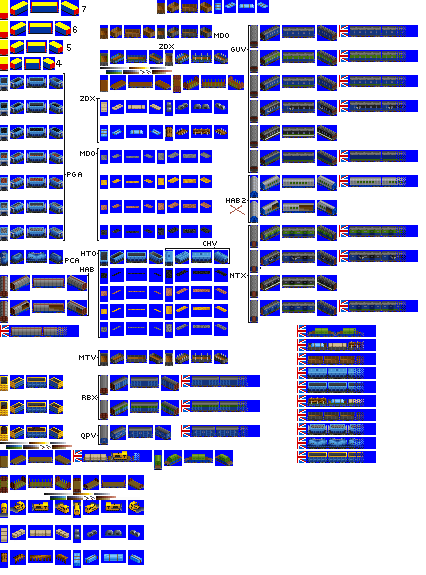 7
6
5
4
MDO
ZDX
GUV
ZDX
MDO
PGA
HAB2
CHV
HTO
PCA
HAB
NTX
MTV
RBX
QPV